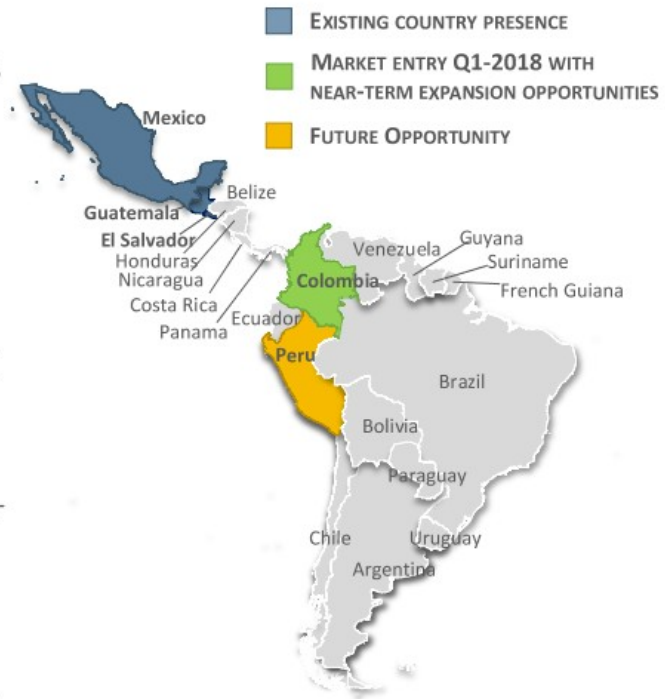 EXISTING COUNTRY PRESENCE
MARKET ENTRY Q1-2018 WITH
NEAR-TERM EXPANSION OPPORTUNITIES
FUTURE OPPORTUNITY
Mexico
Belize
Guatemala
El Salvador
Honduras
Nicaragua
Costa Rica
Panama
Venezuela
Guyana
Suriname
French Guiana
Colombia
Ecuador
Peru
Brazil
Bolivia
Paraguay
Chile
Uruguay
Argentina